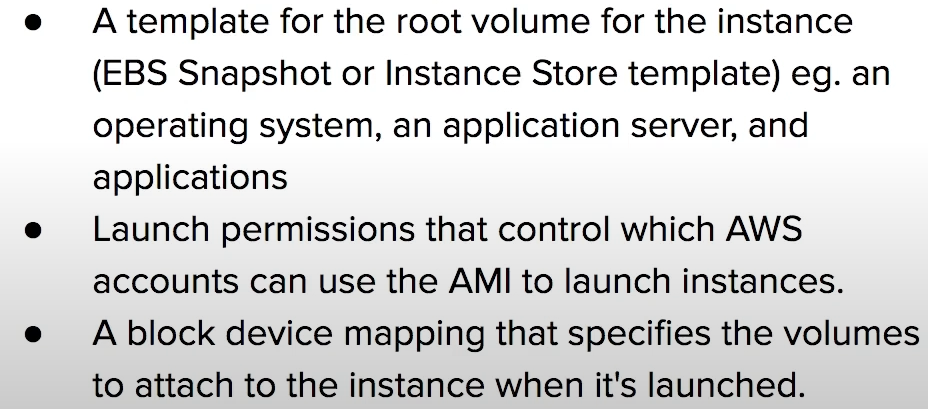 ● A template for the root volume for the instance
(EBS Snapshot or Instance Store template) eg. an
operating system, an application server, and
applications
● Launch permissions that control which AWS
accounts can use the AMI to launch instances.
● A block device mapping that specifies the volumes
to attach to the instance when it's launched.